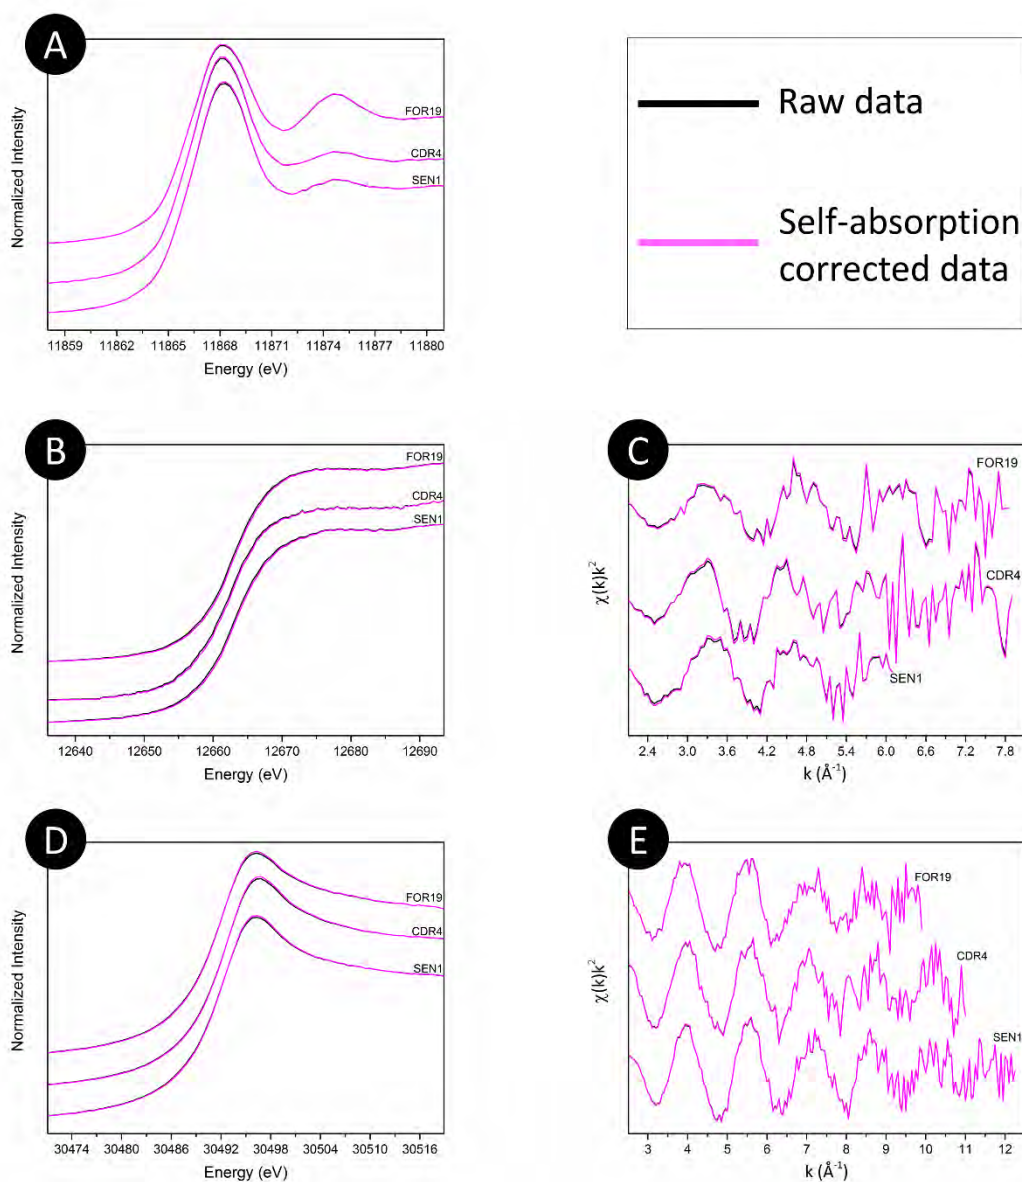 A
Normalized Intensity
FOR19
CDR4
SEN1
11859 11862 11865 11868 11871 11874 11877 11880
Energy (eV)
Raw data
Self-absorption
corrected data
B
Normalized Intensity
FOR19
CDR4
SEN1
12640 12650 12660 12670 12680 12690
Energy (eV)
C
χ(k)k²
FOR19
CDR4
SEN1
2.4 3.0 3.6 4.2 4.8 5.4 6.0 6.6 7.2 7.8
k (Å⁻¹)
D
Normalized Intensity
FOR19
CDR4
SEN1
30474 30480 30486 30492 30498 30504 30510 30516
Energy (eV)
E
χ(k)k²
FOR19
CDR4
SEN1
3 4 5 6 7 8 9 10 11 12
k (Å⁻¹)